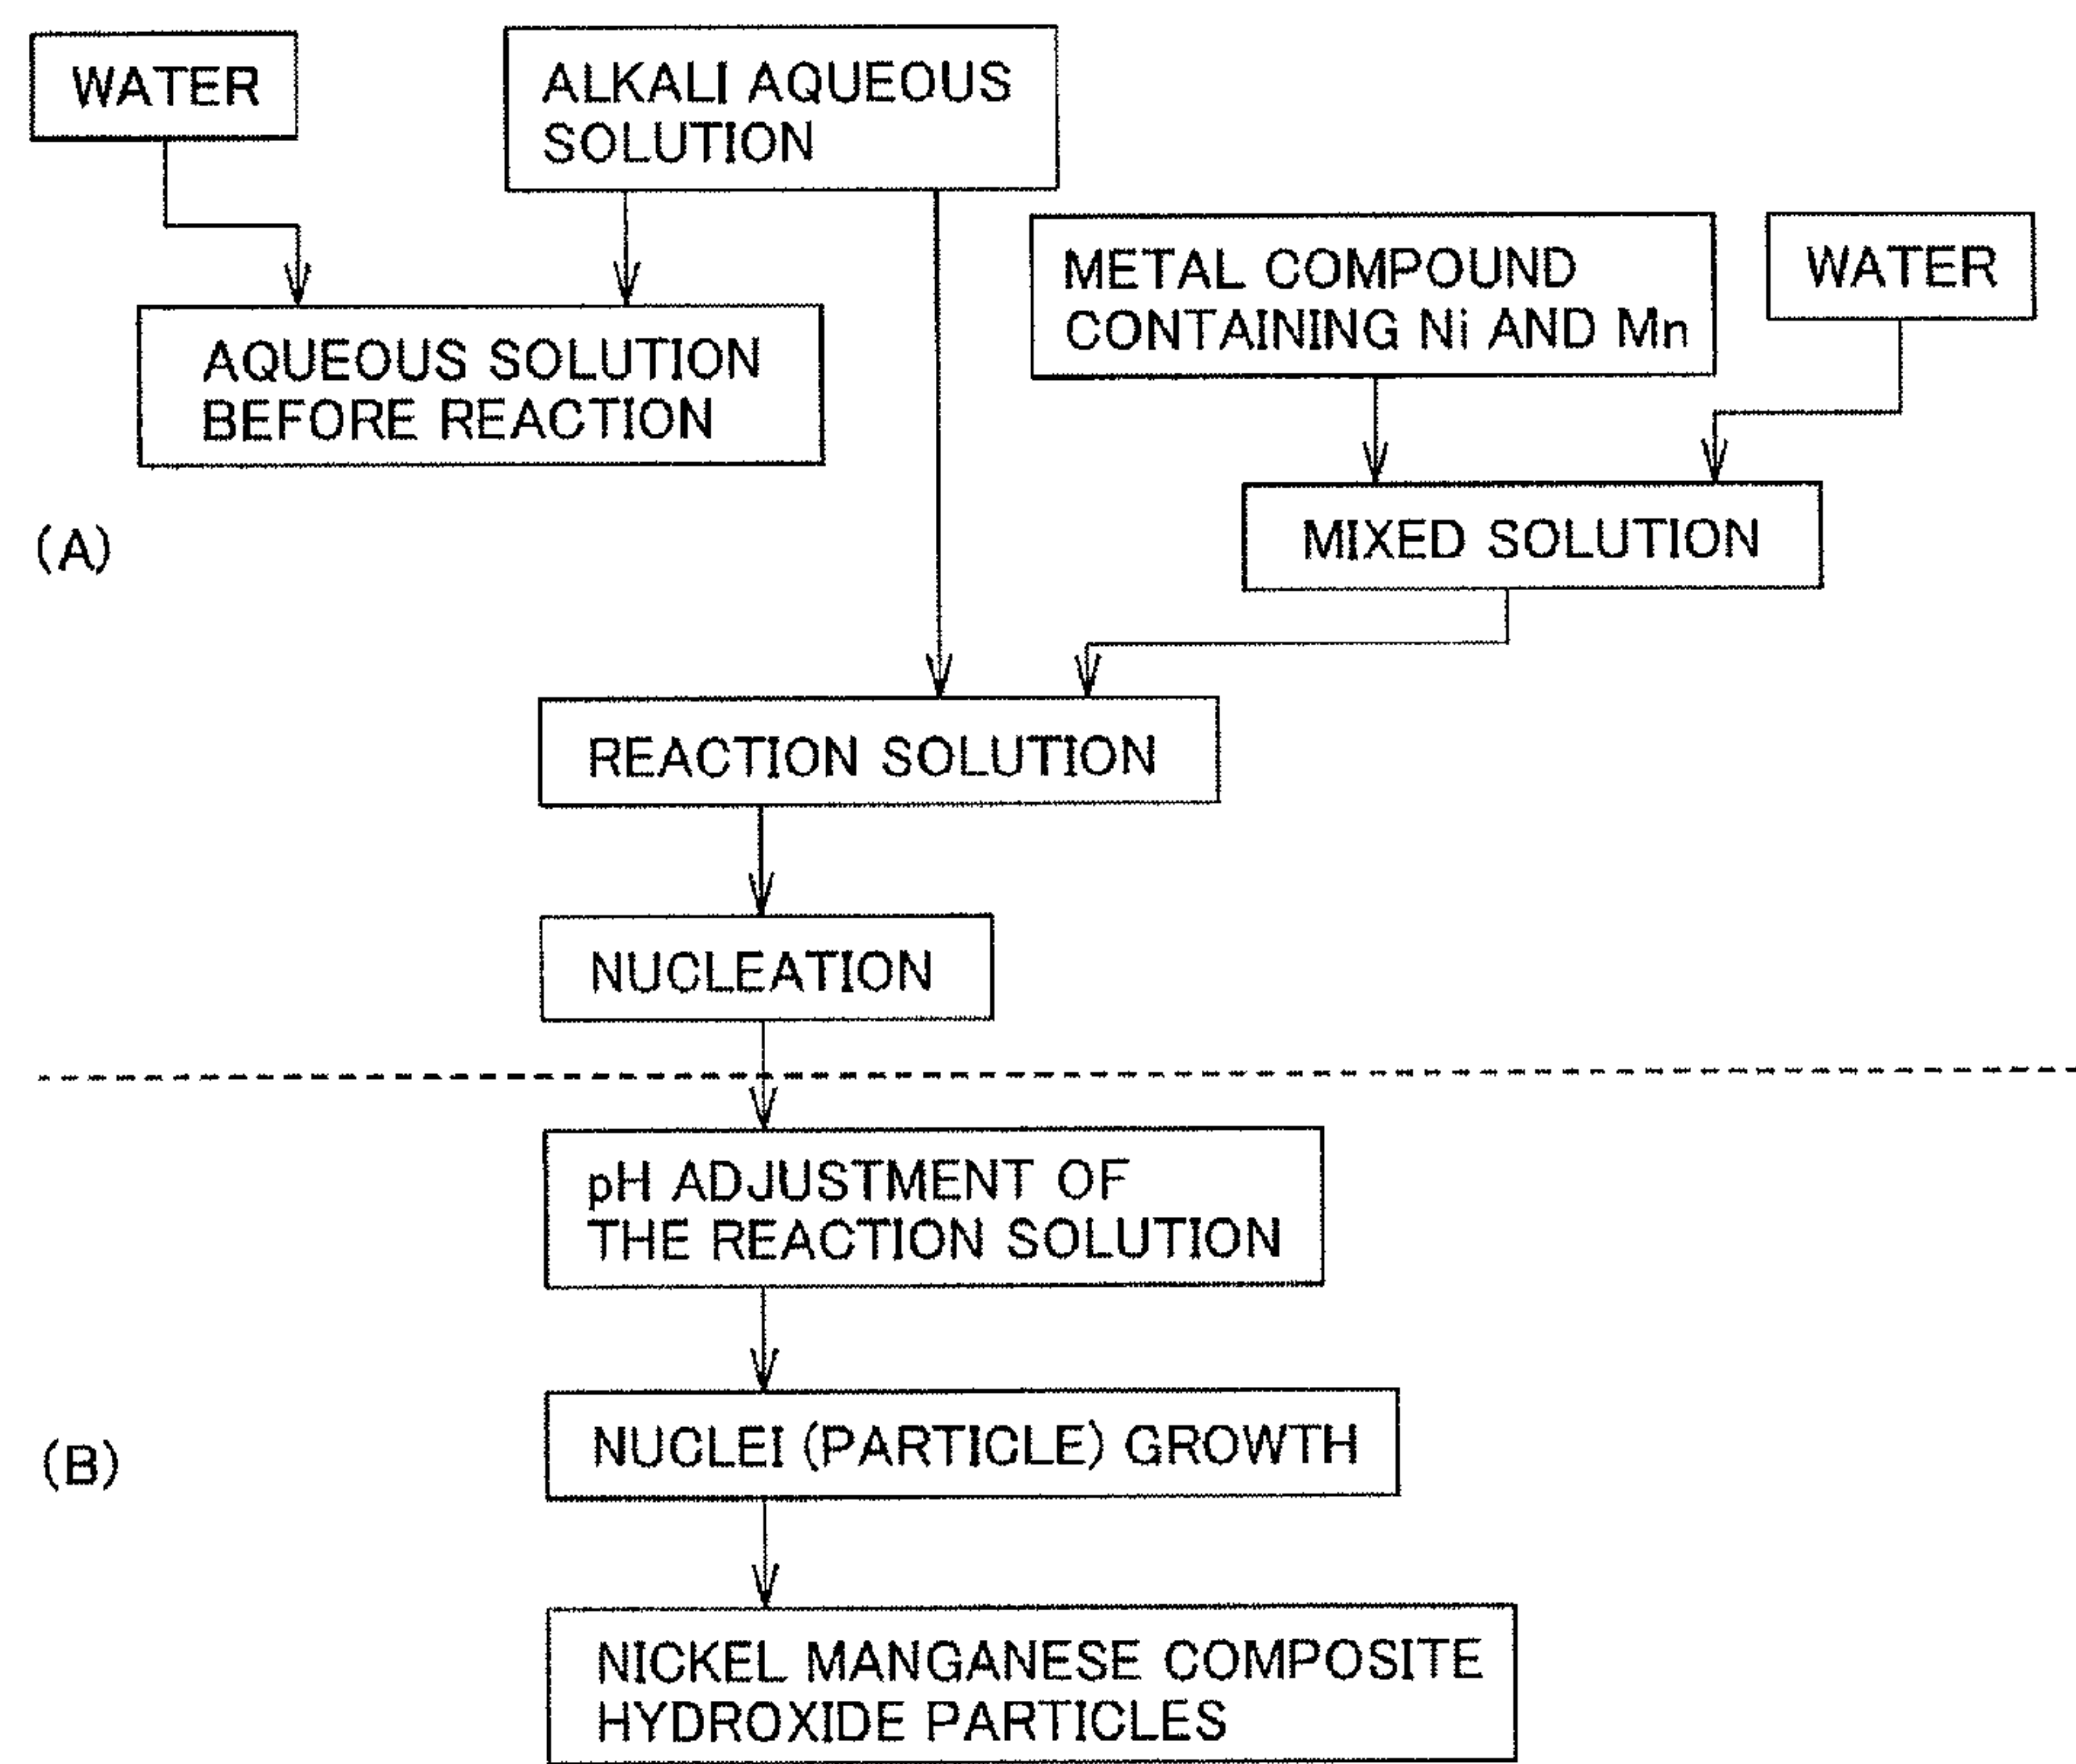 WATER
ALKALI AQUEOUS
SOLUTION
METAL COMPOUND
CONTAINING Ni AND Mn
WATER
AQUEOUS SOLUTION
BEFORE REACTION
MIXED SOLUTION
(A)
REACTION SOLUTION
NUCLEATION
pH ADJUSTMENT OF
THE REACTION SOLUTION
NUCLEI (PARTICLE) GROWTH
(B)
NICKEL MANGANESE COMPOSITE
HYDROXIDE PARTICLES